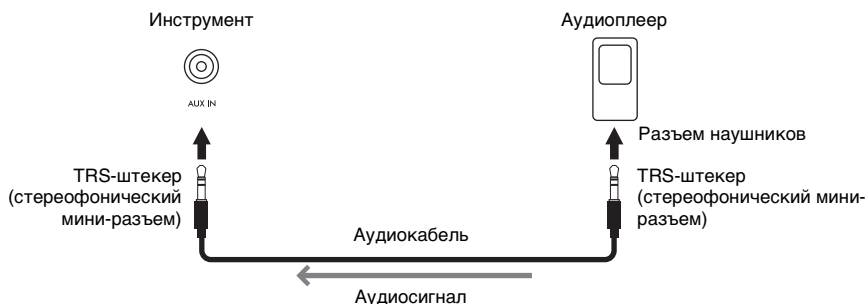 Инструмент
Аудиоплеер
AUX IN
Разъем наушников
TRS-штекер
(стереофонический
мини-разъем)
TRS-штекер
(стереофонический мини-
разъем)
Аудиокабель
Аудиосигнал